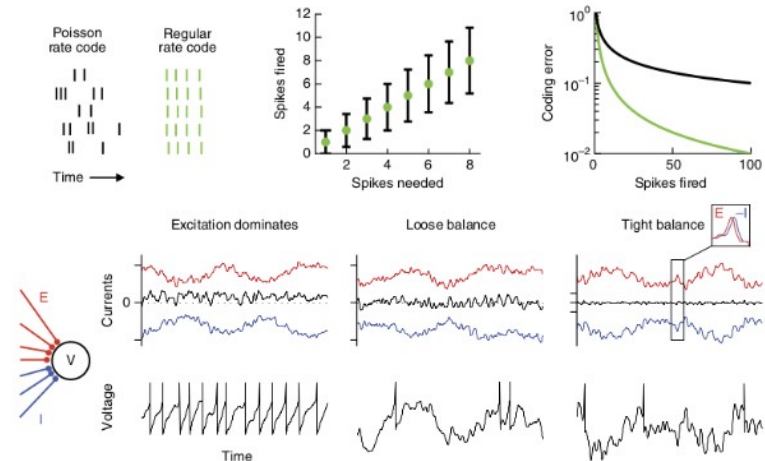 Poisson
rate code
Regular
rate code
Time
Spikes fired
12
10
8
6
4
2
0
2 4 6 8
Spikes needed
Coding error
10⁰
10⁻¹
10⁻²
0 50 100
Spikes fired
Excitation dominates
Loose balance
Tight balance
E –I
Currents
0
E
V
I
Voltage
Time